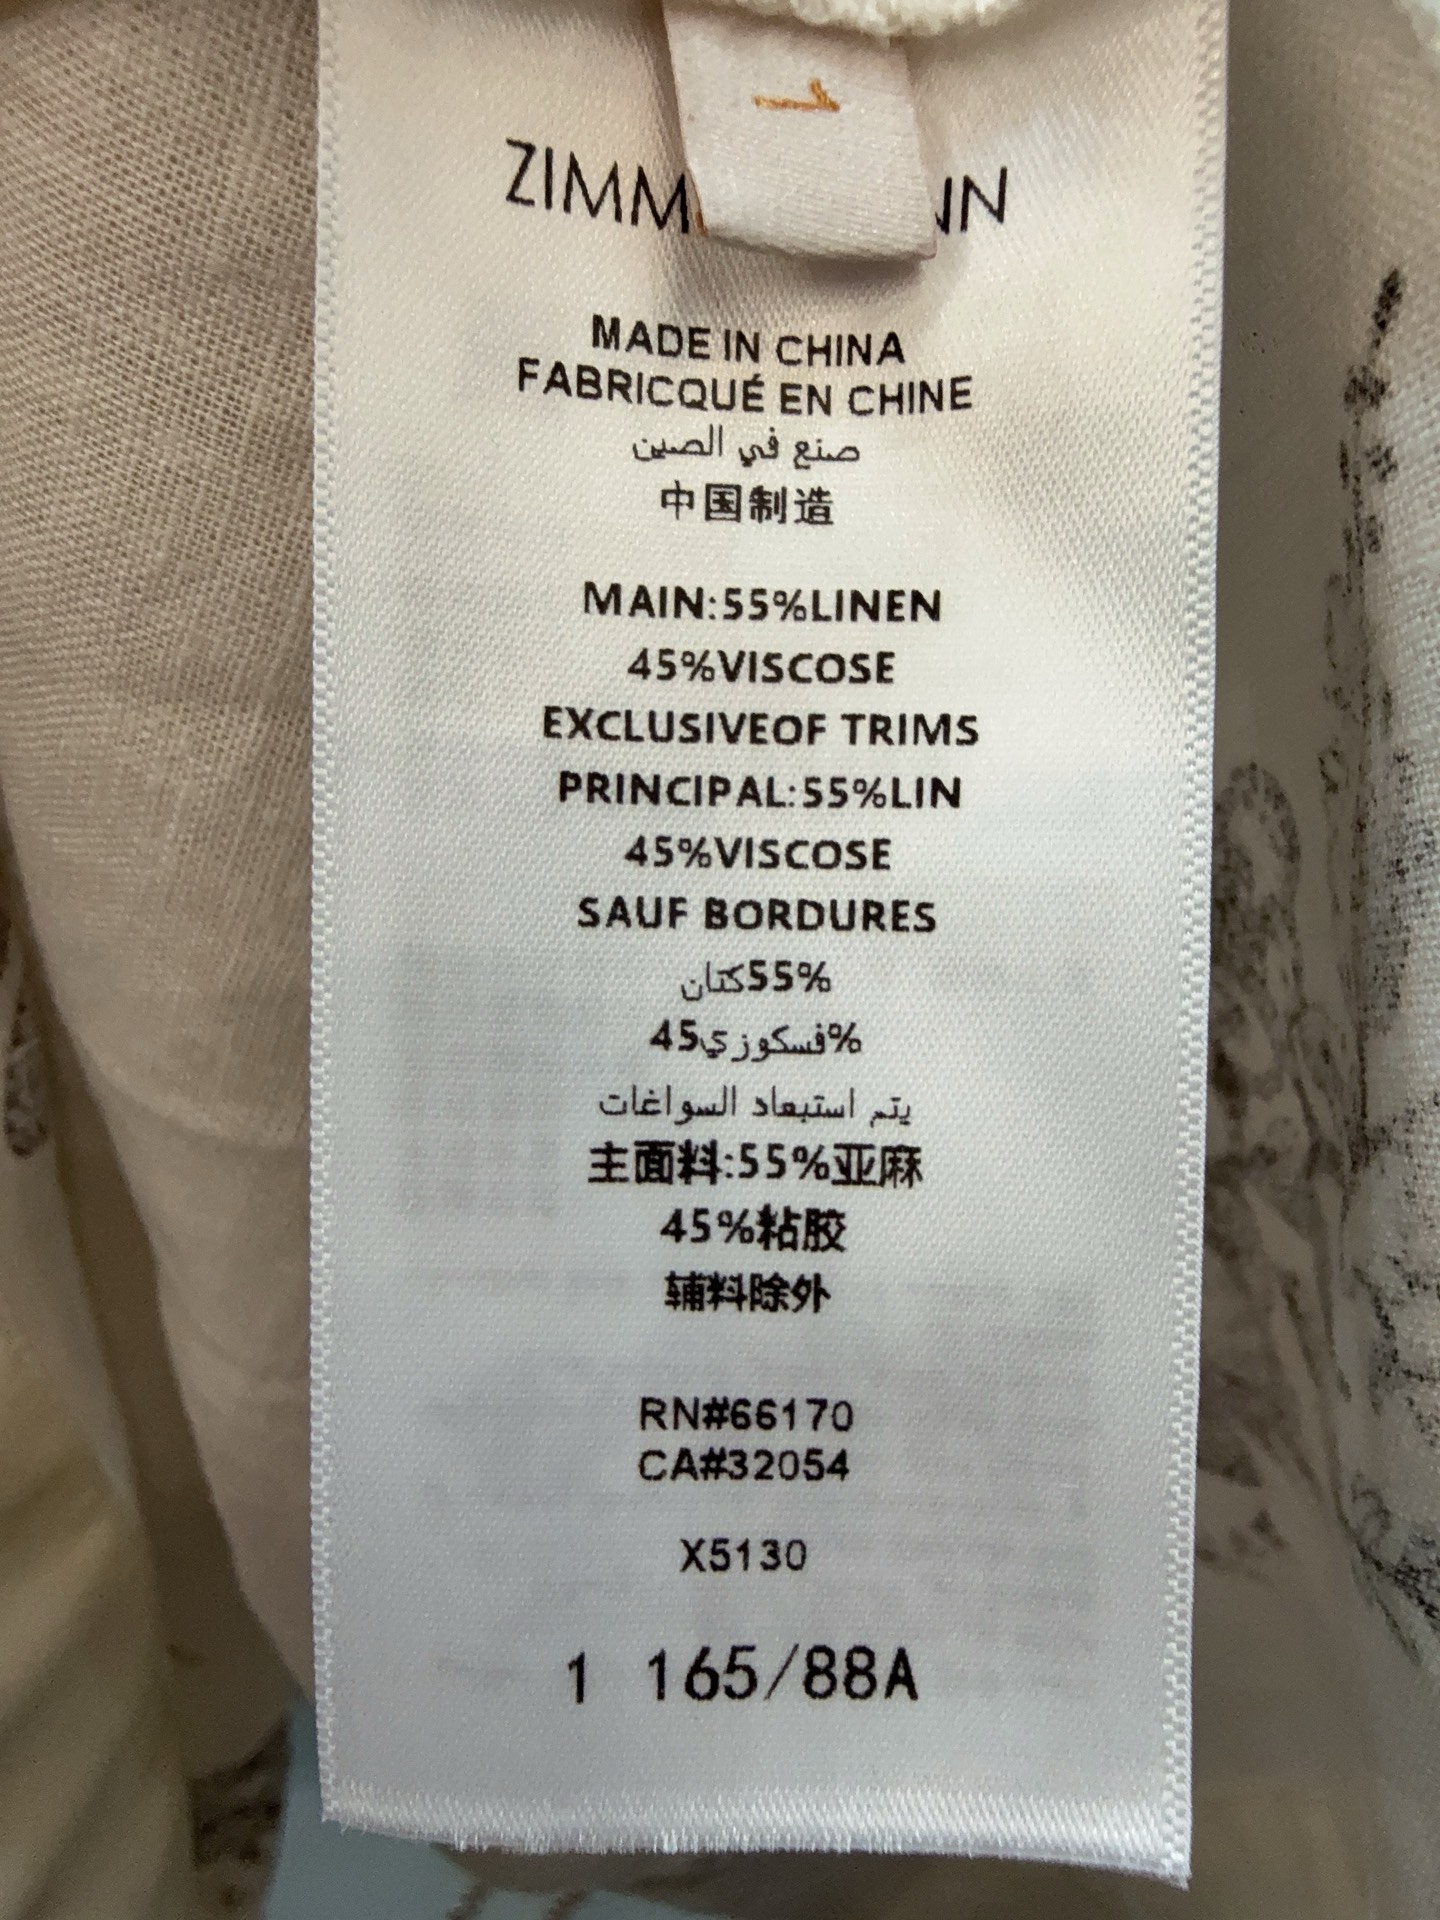 1
ZIMM NN
MADE IN CHINA
FABRICQUÉ EN CHINE
صنع في الصين
中国制造
MAIN:55%LINEN
45%VISCOSE
EXCLUSIVEOF TRIMS
PRINCIPAL:55%LIN
45%VISCOSE
SAUF BORDURES
55%كتان
%فسكوزي45
يتم استبعاد السواغات
主面料:55%亚麻
45%粘胶
辅料除外
RN#66170
CA#32054
X5130
1 165/88A